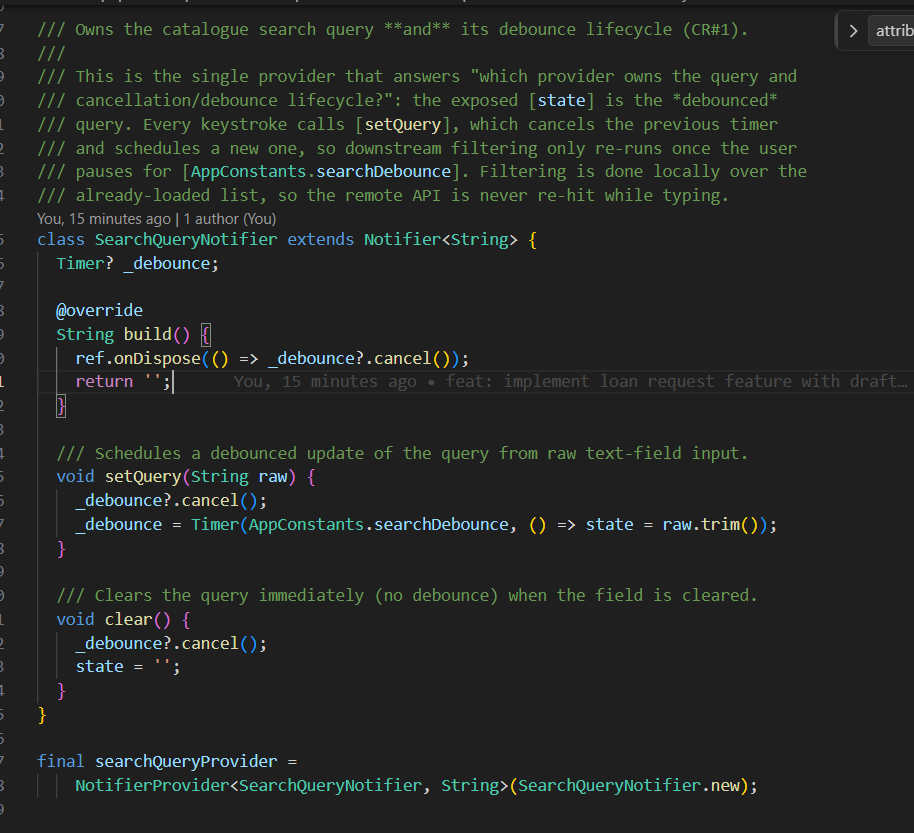 /// Owns the catalogue search query **and** its debounce lifecycle (CR#1).
///
/// This is the single provider that answers "which provider owns the query and
/// cancellation/debounce lifecycle?": the exposed [state] is the *debounced*
/// query. Every keystroke calls [setQuery], which cancels the previous timer
/// and schedules a new one, so downstream filtering only re-runs once the user
/// pauses for [AppConstants.searchDebounce]. Filtering is done locally over the
/// already-loaded list, so the remote API is never re-hit while typing.
You, 15 minutes ago | 1 author (You)
class SearchQueryNotifier extends Notifier<String> {
  Timer? _debounce;

  @override
  String build() {
    ref.onDispose(() => _debounce?.cancel());
    return '';      You, 15 minutes ago • feat: implement loan request feature with draft…
  }

  /// Schedules a debounced update of the query from raw text-field input.
  void setQuery(String raw) {
    _debounce?.cancel();
    _debounce = Timer(AppConstants.searchDebounce, () => state = raw.trim());
  }

  /// Clears the query immediately (no debounce) when the field is cleared.
  void clear() {
    _debounce?.cancel();
    state = '';
  }
}

final searchQueryProvider =
    NotifierProvider<SearchQueryNotifier, String>(SearchQueryNotifier.new);
attrib